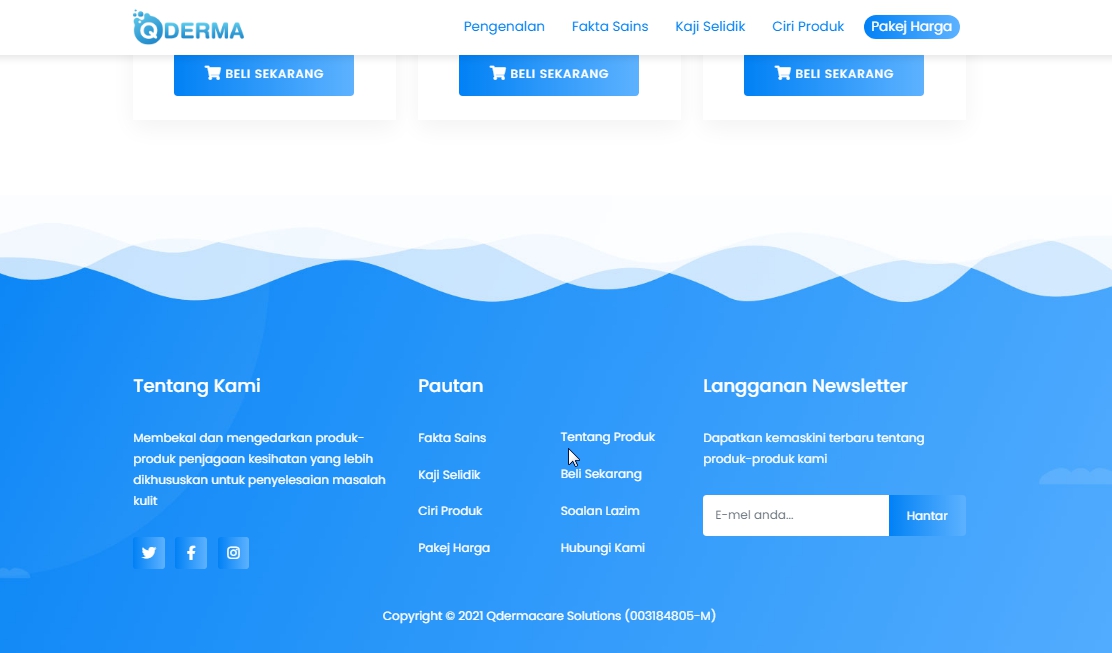 QDERMA
Pengenalan Fakta Sains Kaji Selidik Ciri Produk Pakej Harga
BELI SEKARANG BELI SEKARANG BELI SEKARANG
Tentang Kami
Membekal dan mengedarkan produk-
produk penjagaan kesihatan yang lebih
dikhususkan untuk penyelesaian masalah
kulit
Pautan
Fakta Sains
Kaji Selidik
Ciri Produk
Pakej Harga
Tentang Produk
Beli Sekarang
Soalan Lazim
Hubungi Kami
Langganan Newsletter
Dapatkan kemaskini terbaru tentang
produk-produk kami
E-mel anda... Hantar
Copyright © 2021 Qdermacare Solutions (003184805-M)